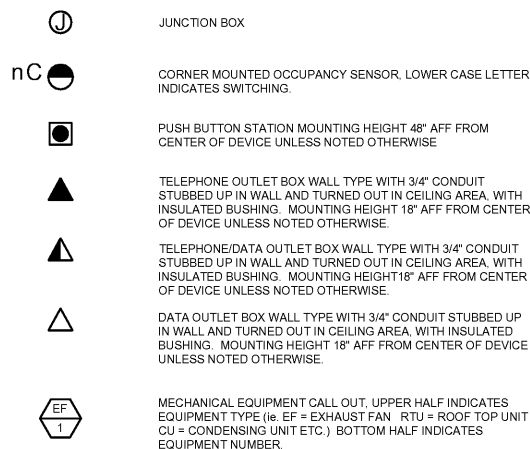 J
JUNCTION BOX
nC
CORNER MOUNTED OCCUPANCY SENSOR, LOWER CASE LETTER
INDICATES SWITCHING.
PUSH BUTTON STATION MOUNTING HEIGHT 48" AFF FROM
CENTER OF DEVICE UNLESS NOTED OTHERWISE
TELEPHONE OUTLET BOX WALL TYPE WITH 3/4" CONDUIT
STUBBED UP IN WALL AND TURNED OUT IN CEILING AREA, WITH
INSULATED BUSHING. MOUNTING HEIGHT 18" AFF FROM CENTER
OF DEVICE UNLESS NOTED OTHERWISE.
TELEPHONE/DATA OUTLET BOX WALL TYPE WITH 3/4" CONDUIT
STUBBED UP IN WALL AND TURNED OUT IN CEILING AREA, WITH
INSULATED BUSHING. MOUNTING HEIGHT18" AFF FROM CENTER
OF DEVICE UNLESS NOTED OTHERWISE.
DATA OUTLET BOX WALL TYPE WITH 3/4" CONDUIT STUBBED UP
IN WALL AND TURNED OUT IN CEILING AREA, WITH INSULATED
BUSHING. MOUNTING HEIGHT 18" AFF FROM CENTER OF DEVICE
UNLESS NOTED OTHERWISE.
EF
1
MECHANICAL EQUIPMENT CALL OUT, UPPER HALF INDICATES
EQUIPMENT TYPE (ie. EF = EXHAUST FAN RTU = ROOF TOP UNIT
CU = CONDENSING UNIT ETC.) BOTTOM HALF INDICATES
EQUIPMENT NUMBER.